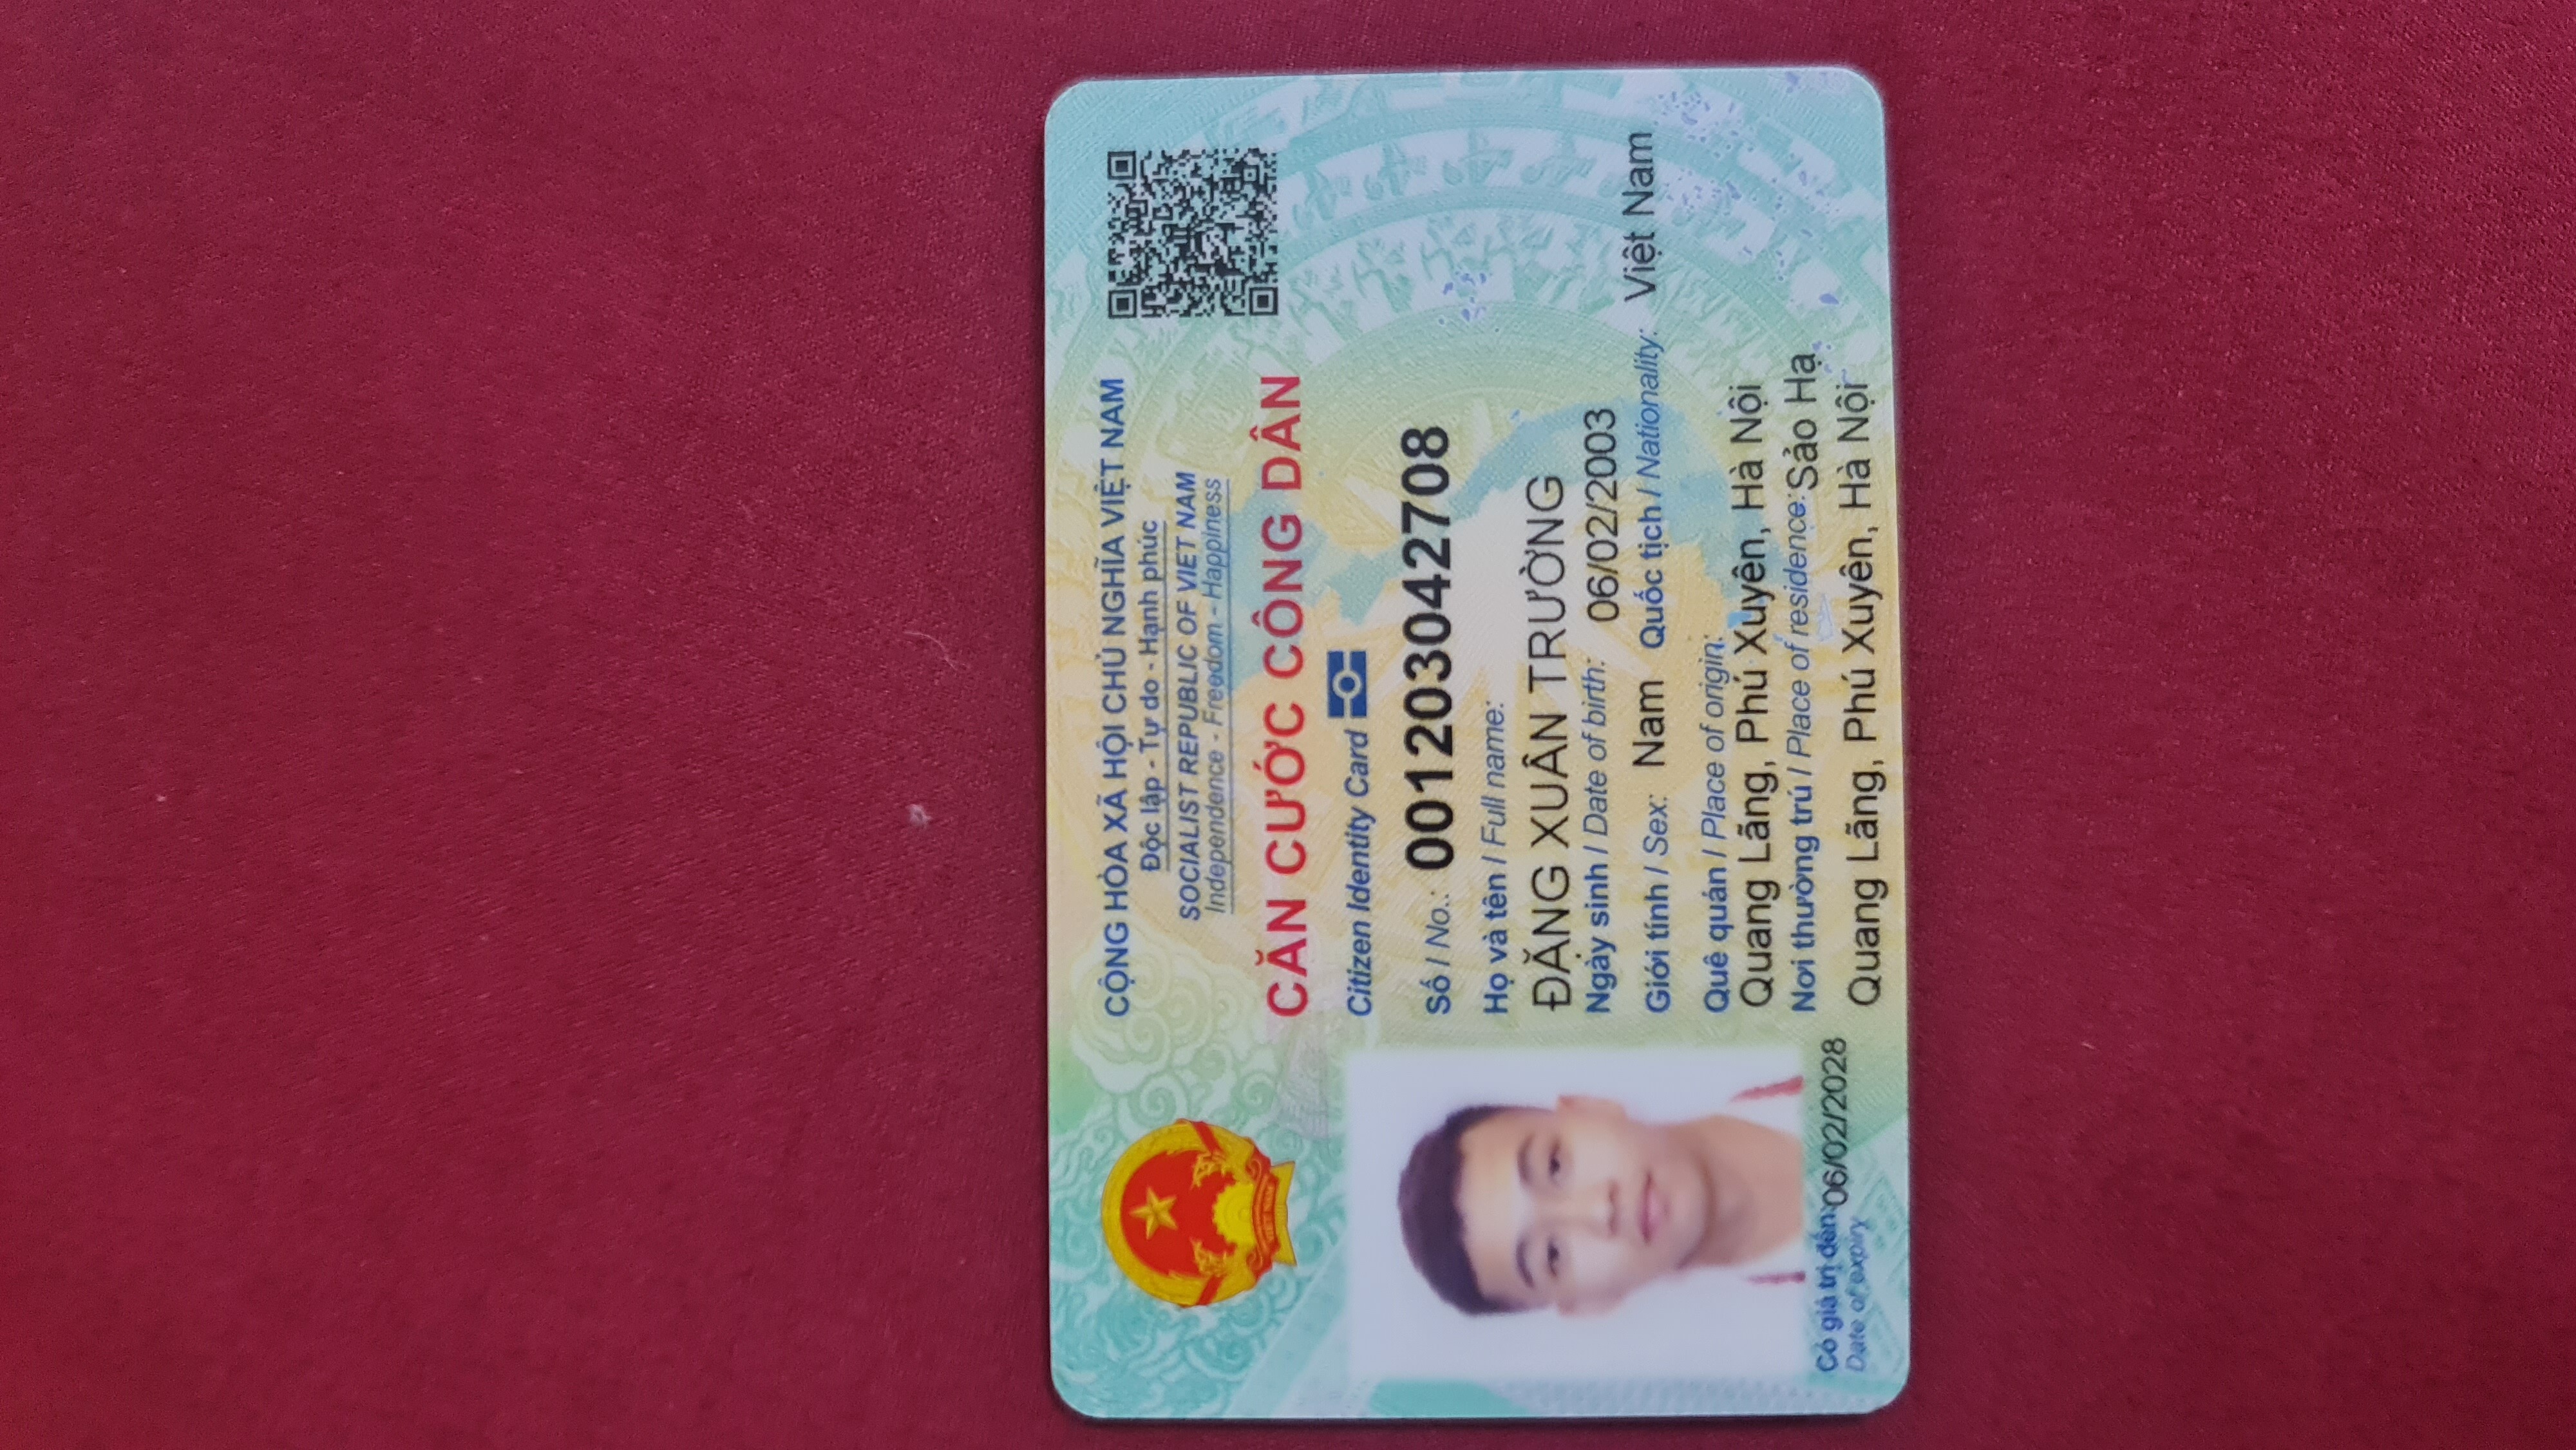 CỘNG HÒA XÃ HỘI CHỦ NGHĨA VIỆT NAM
Độc lập - Tự do - Hạnh phúc
SOCIALIST REPUBLIC OF VIET NAM
Independence - Freedom - Happiness
CĂN CƯỚC CÔNG DÂN
Citizen Identity Card
Số / No.: 001203042708
Họ và tên / Full name:
ĐẶNG XUÂN TRƯỜNG
Ngày sinh / Date of birth: 06/02/2003
Giới tính / Sex: Nam Quốc tịch / Nationality: Việt Nam
Quê quán / Place of origin:
Quang Lãng, Phú Xuyên, Hà Nội
Nơi thường trú / Place of residence: Sảo Hạ
Quang Lãng, Phú Xuyên, Hà Nội
Có giá trị đến: 06/02/2028
Date of expiry